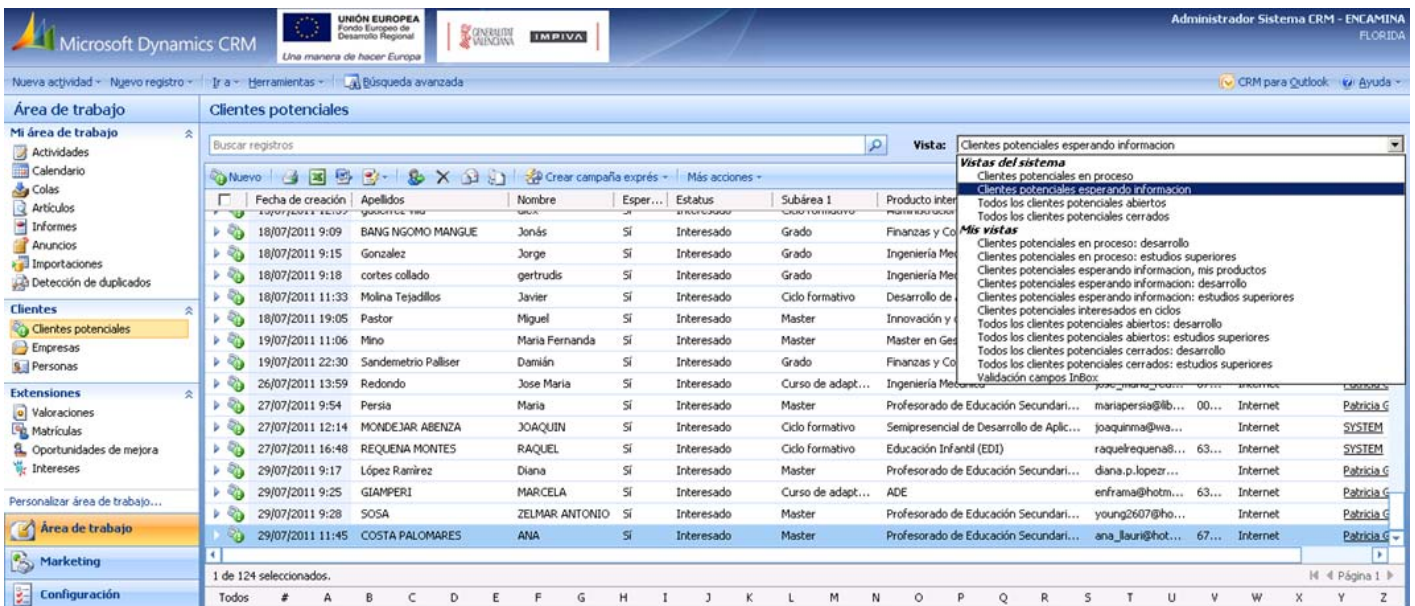 Microsoft Dynamics CRM
UNIÓN EUROPEA
Fondo Europeo de
Desarrollo Regional
Una manera de hacer Europa
GENERALITAT
VALENCIANA
IMPIVA
Administrador Sistema CRM - ENCAMINA
FLORIDA
Nueva actividad Nuevo registro Ir a Herramientas Búsqueda avanzada CRM para Outlook Ayuda
Área de trabajo
Mi área de trabajo
Actividades
Calendario
Colas
Artículos
Informes
Anuncios
Importaciones
Detección de duplicados
Clientes
Clientes potenciales
Empresas
Personas
Extensiones
Valoraciones
Matrículas
Oportunidades de mejora
Intereses
Personalizar área de trabajo...
Área de trabajo
Marketing
Configuración
Clientes potenciales
Buscar registros
Vista: Clientes potenciales esperando informacion
Vistas del sistema
Clientes potenciales en proceso
Clientes potenciales esperando informacion
Todos los clientes potenciales abiertos
Todos los clientes potenciales cerrados
Mis vistas
Clientes potenciales en proceso: desarrollo
Clientes potenciales en proceso: estudios superiores
Clientes potenciales esperando informacion, mis productos
Clientes potenciales esperando informacion: desarrollo
Clientes potenciales esperando informacion: estudios superiores
Clientes potenciales interesados en ciclos
Todos los clientes potenciales abiertos: desarrollo
Todos los clientes potenciales abiertos: estudios superiores
Todos los clientes potenciales cerrados: desarrollo
Todos los clientes potenciales cerrados: estudios superiores
Validación campos InBox
Nuevo Crear campaña exprés Más acciones
Fecha de creación Apellidos Nombre Esper... Estatus Subárea 1 Producto inter
18/07/2011 9:09 BANG NGOMO MANGUE Jonás Sí Interesado Grado Finanzas y Co
18/07/2011 9:15 Gonzalez Jorge Sí Interesado Grado Ingeniería Mec
18/07/2011 9:18 cortes collado gertrudis Sí Interesado Grado Ingeniería Mec
18/07/2011 11:33 Molina Tejadillos Javier Sí Interesado Ciclo formativo Desarrollo de
18/07/2011 19:05 Pastor Miguel Sí Interesado Master Innovación y
19/07/2011 11:06 Mino Maria Fernanda Sí Interesado Master Master en Ges
19/07/2011 22:30 Sandemetrio Palliser Damián Sí Interesado Grado Finanzas y Co
26/07/2011 13:59 Redondo Jose Maria Sí Interesado Curso de adapt... Ingeniería Mecánica
27/07/2011 9:54 Persia Maria Sí Interesado Master Profesorado de Educación Secundari... mariapersia@lib... 00... Internet Patricia G
27/07/2011 12:14 MONDEJAR ABENZA JOAQUIN Sí Interesado Ciclo formativo Semipresencial de Desarrollo de Aplic... joaquinma@wa... Internet SYSTEM
27/07/2011 16:48 REQUENA MONTES RAQUEL Sí Interesado Ciclo formativo Educación Infantil (EDI) raquelrequena8... 63... Internet SYSTEM
29/07/2011 9:17 López Ramírez Diana Sí Interesado Master Profesorado de Educación Secundari... diana.p.lopezr... Internet Patricia G
29/07/2011 9:25 GIAMPERI MARCELA Sí Interesado Curso de adapt... ADE enframa@hotm... 63... Internet Patricia G
29/07/2011 9:28 SOSA ZELMAR ANTONIO Sí Interesado Master Profesorado de Educación Secundari... young2607@ho... Internet Patricia G
29/07/2011 11:45 COSTA PALOMARES ANA Sí Interesado Master Profesorado de Educación Secundari... ana_llauri@hot... 67... Internet Patricia G
1 de 124 seleccionados. Página 1
Todos # A B C D E F G H I J K L M N O P Q R S T U V W X Y Z